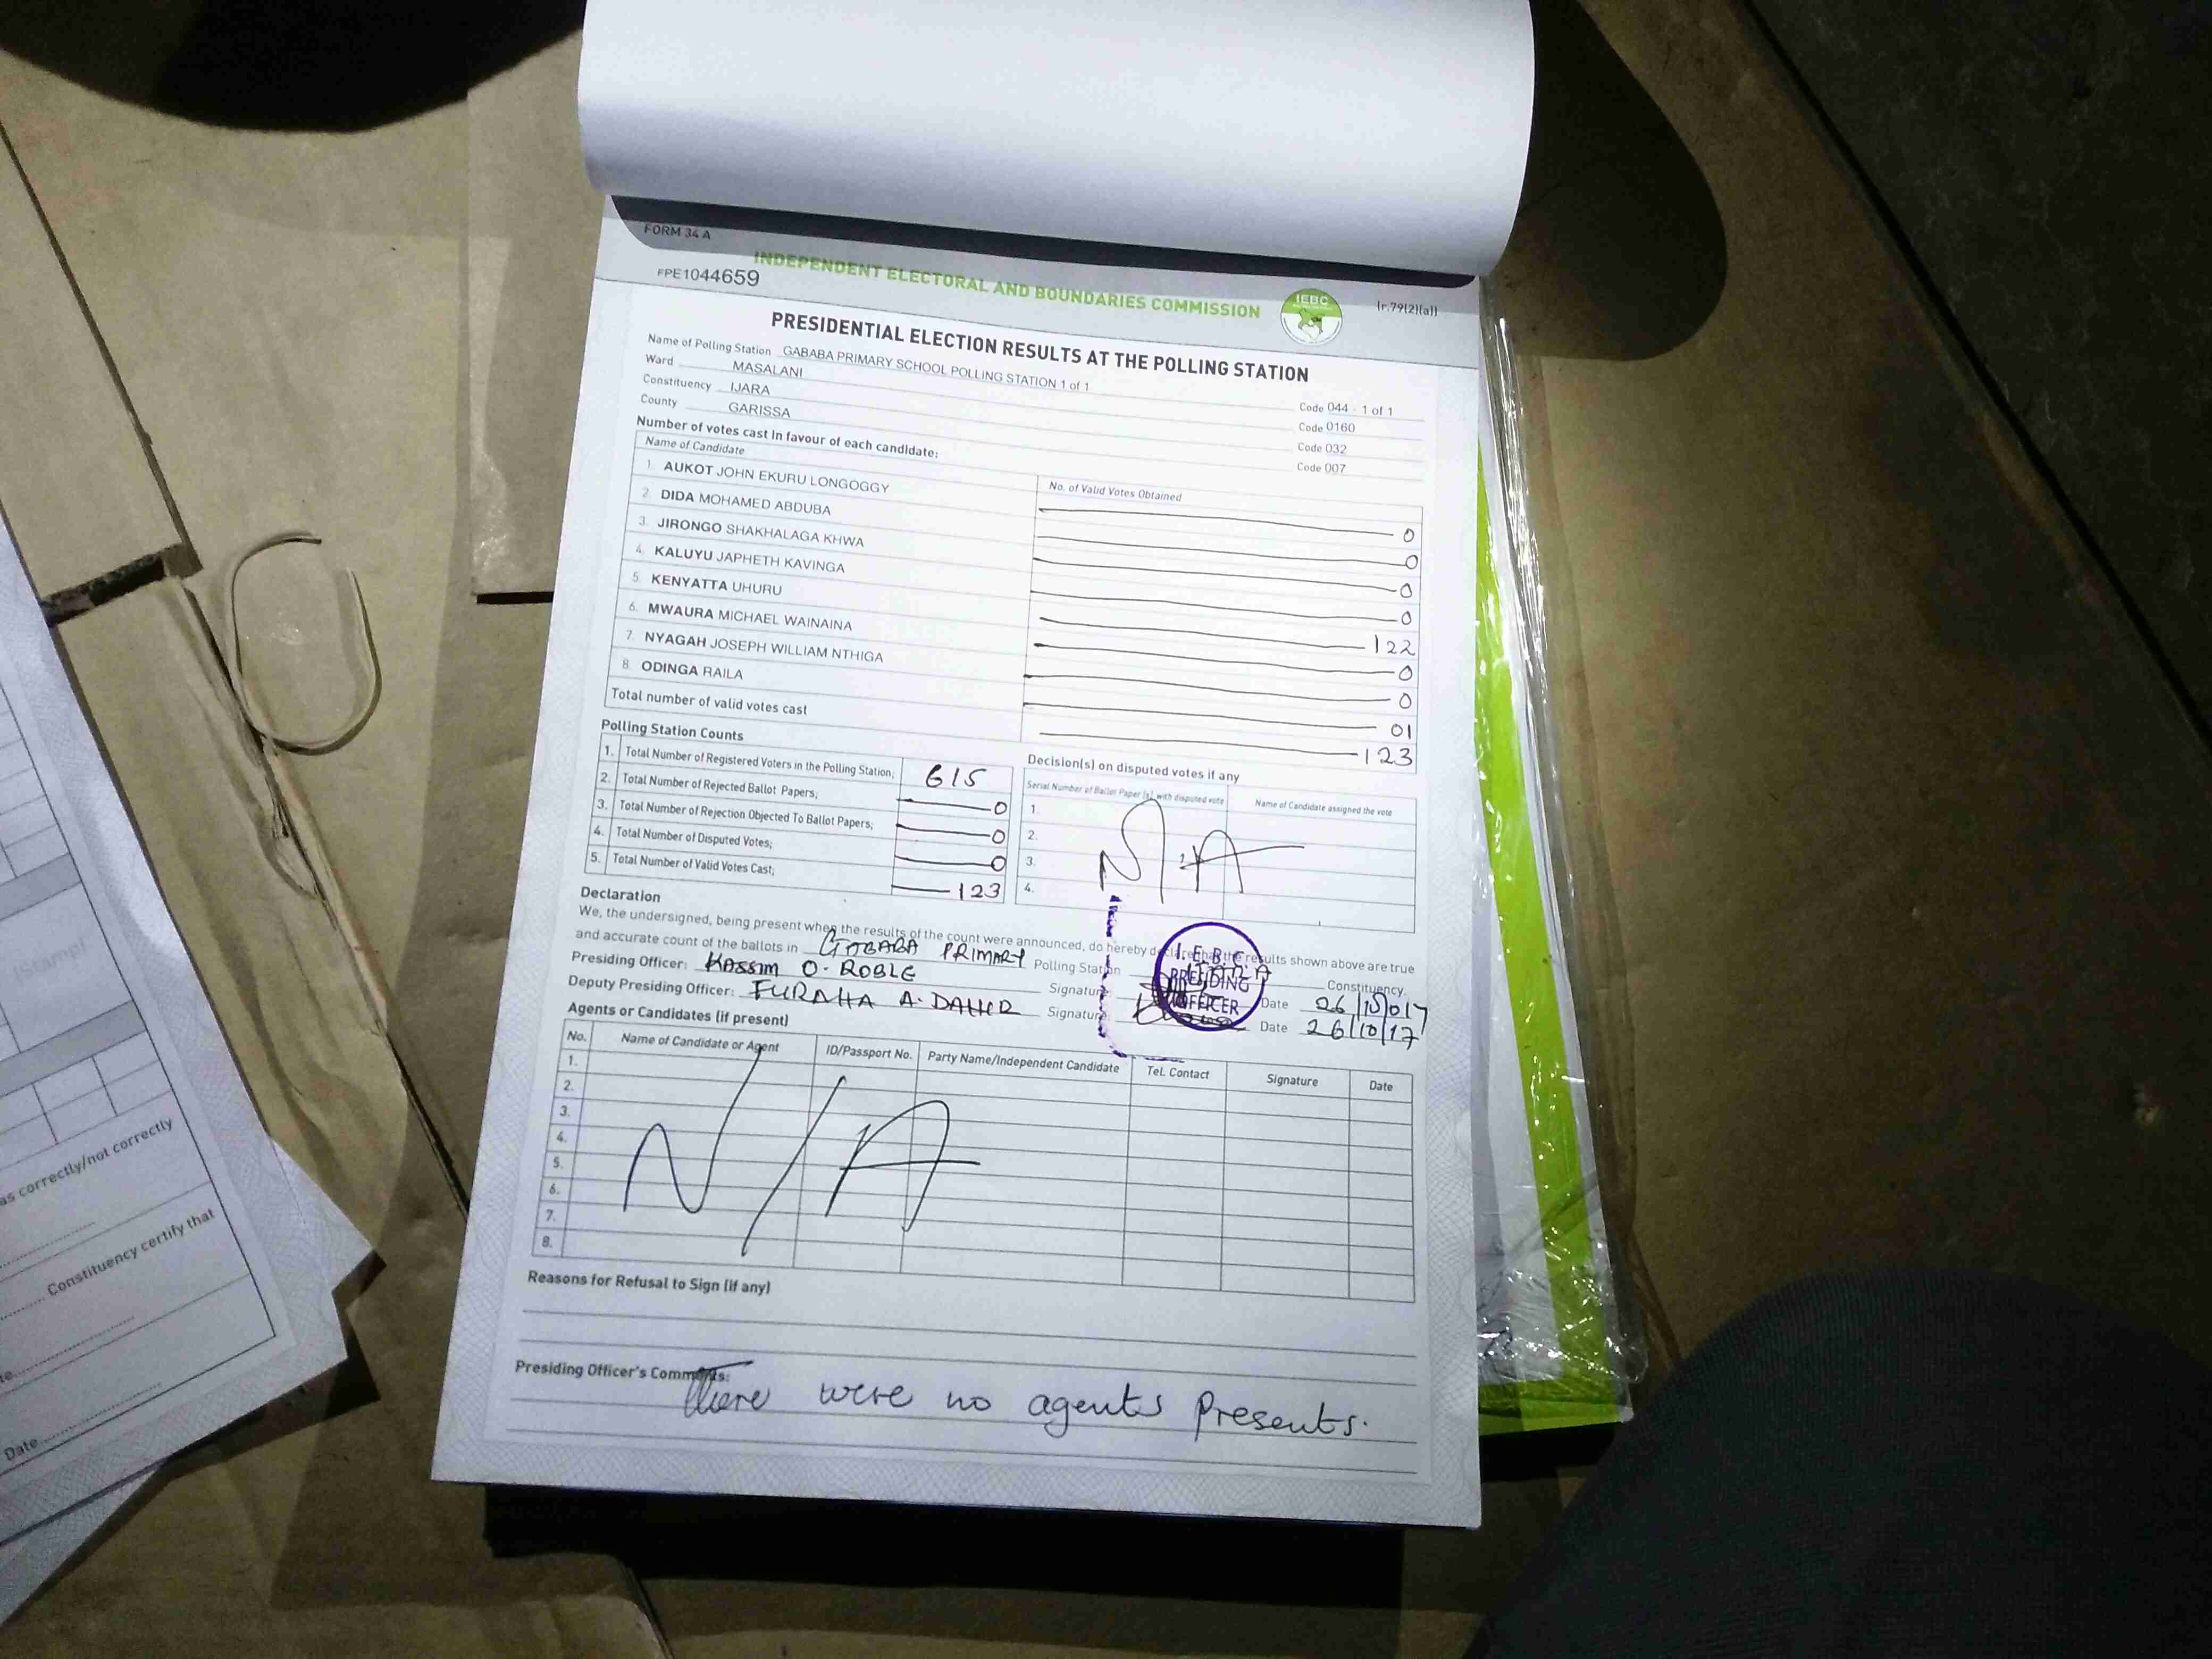 FORM 34 A
INDEPENDENT ELECTORAL AND BOUNDARIES COMMISSION
IEBC
(r.79(2)(a))
FPE1044659
PRESIDENTIAL ELECTION RESULTS AT THE POLLING STATION
Name of Polling Station GABABA PRIMARY SCHOOL POLLING STATION 1 of 1 Code 044 - 1 of 1
Ward MASALANI Code 0160
Constituency IJARA Code 032
County GARISSA Code 007
Number of votes cast in favour of each candidate:
Name of Candidate No. of Valid Votes Obtained
1. AUKOT JOHN EKURU LONGOGGY 0
2. DIDA MOHAMED ABDUBA 0
3. JIRONGO SHAKHALAGA KHWA 0
4. KALUYU JAPHETH KAVINGA 0
5. KENYATTA UHURU 122
6. MWAURA MICHAEL WAINAINA 0
7. NYAGAH JOSEPH WILLIAM NTHIGA 0
8. ODINGA RAILA 01
Total number of valid votes cast 123
Polling Station Counts
1. Total Number of Registered Voters in the Polling Station; 615
2. Total Number of Rejected Ballot Papers; 0
3. Total Number of Rejection Objected To Ballot Papers; 0
4. Total Number of Disputed Votes; 0
5. Total Number of Valid Votes Cast; 123
Decision(s) on disputed votes if any
Serial Number of Ballot Paper (s) with disputed vote Name of Candidate assigned the vote
1.
2.
3.
4.
N/A
Declaration
We, the undersigned, being present when the results of the count were announced, do hereby declare that the results shown above are true
and accurate count of the ballots in GABABA PRIMARY Polling Station Constituency.
Presiding Officer: KASSIM O. ROBLE Signature Date 26/10/017
Deputy Presiding Officer: FURAHA A. DAHIR Signature: Date 26/10/17
I.E.B.C
PRESIDING
OFFICER
Agents or Candidates (if present)
No. Name of Candidate or Agent ID/Passport No. Party Name/Independent Candidate Tel. Contact Signature Date
1.
2.
3.
4.
5.
6.
7.
8.
N/A
Reasons for Refusal to Sign (if any)
Presiding Officer's Comments:
There were no agents Presents.
Stamp)
as correctly/not correctly
Constituency certify that
Date